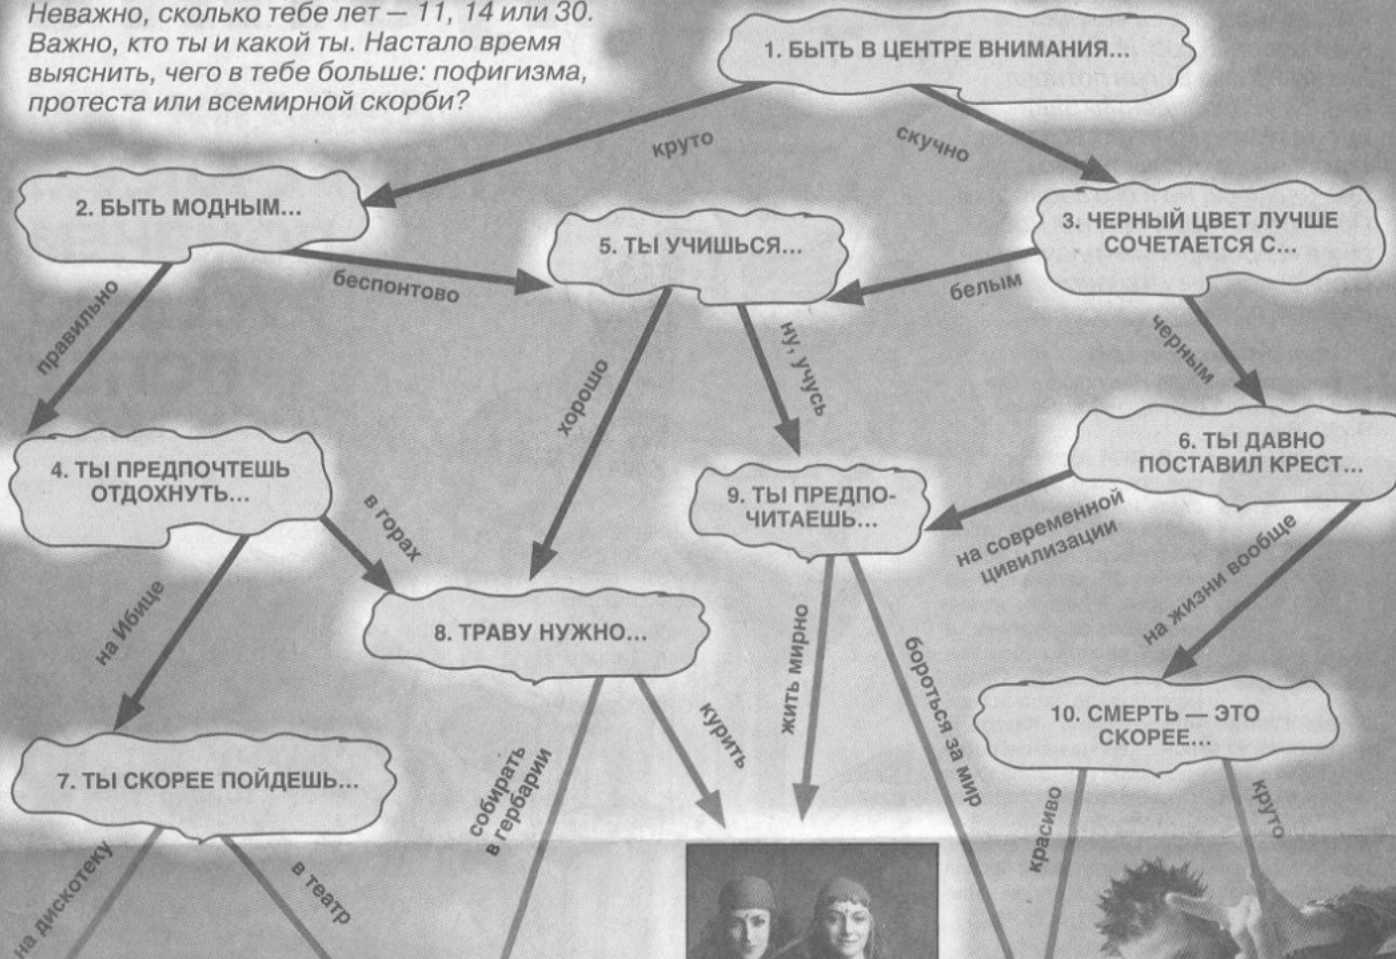 Неважно, сколько тебе лет — 11, 14 или 30.
Важно, кто ты и какой ты. Настало время
выяснить, чего в тебе больше: пофигизма,
протеста или всемирной скорби?
1. БЫТЬ В ЦЕНТРЕ ВНИМАНИЯ...
круто
скучно
2. БЫТЬ МОДНЫМ...
5. ТЫ УЧИШЬСЯ...
3. ЧЕРНЫЙ ЦВЕТ ЛУЧШЕ
СОЧЕТАЕТСЯ С...
правильно
беспонтово
белым
черным
хорошо
ну, учусь
4. ТЫ ПРЕДПОЧТЕШЬ
ОТДОХНУТЬ...
9. ТЫ ПРЕДПО-
ЧИТАЕШЬ...
6. ТЫ ДАВНО
ПОСТАВИЛ КРЕСТ...
на Ибице
в горах
на современной
цивилизации
на жизни вообще
8. ТРАВУ НУЖНО...
10. СМЕРТЬ — ЭТО
СКОРЕЕ...
7. ТЫ СКОРЕЕ ПОЙДЕШЬ...
собирать
в гербарии
курить
жить мирно
бороться за мир
красиво
круто
на дискотеку
в театр